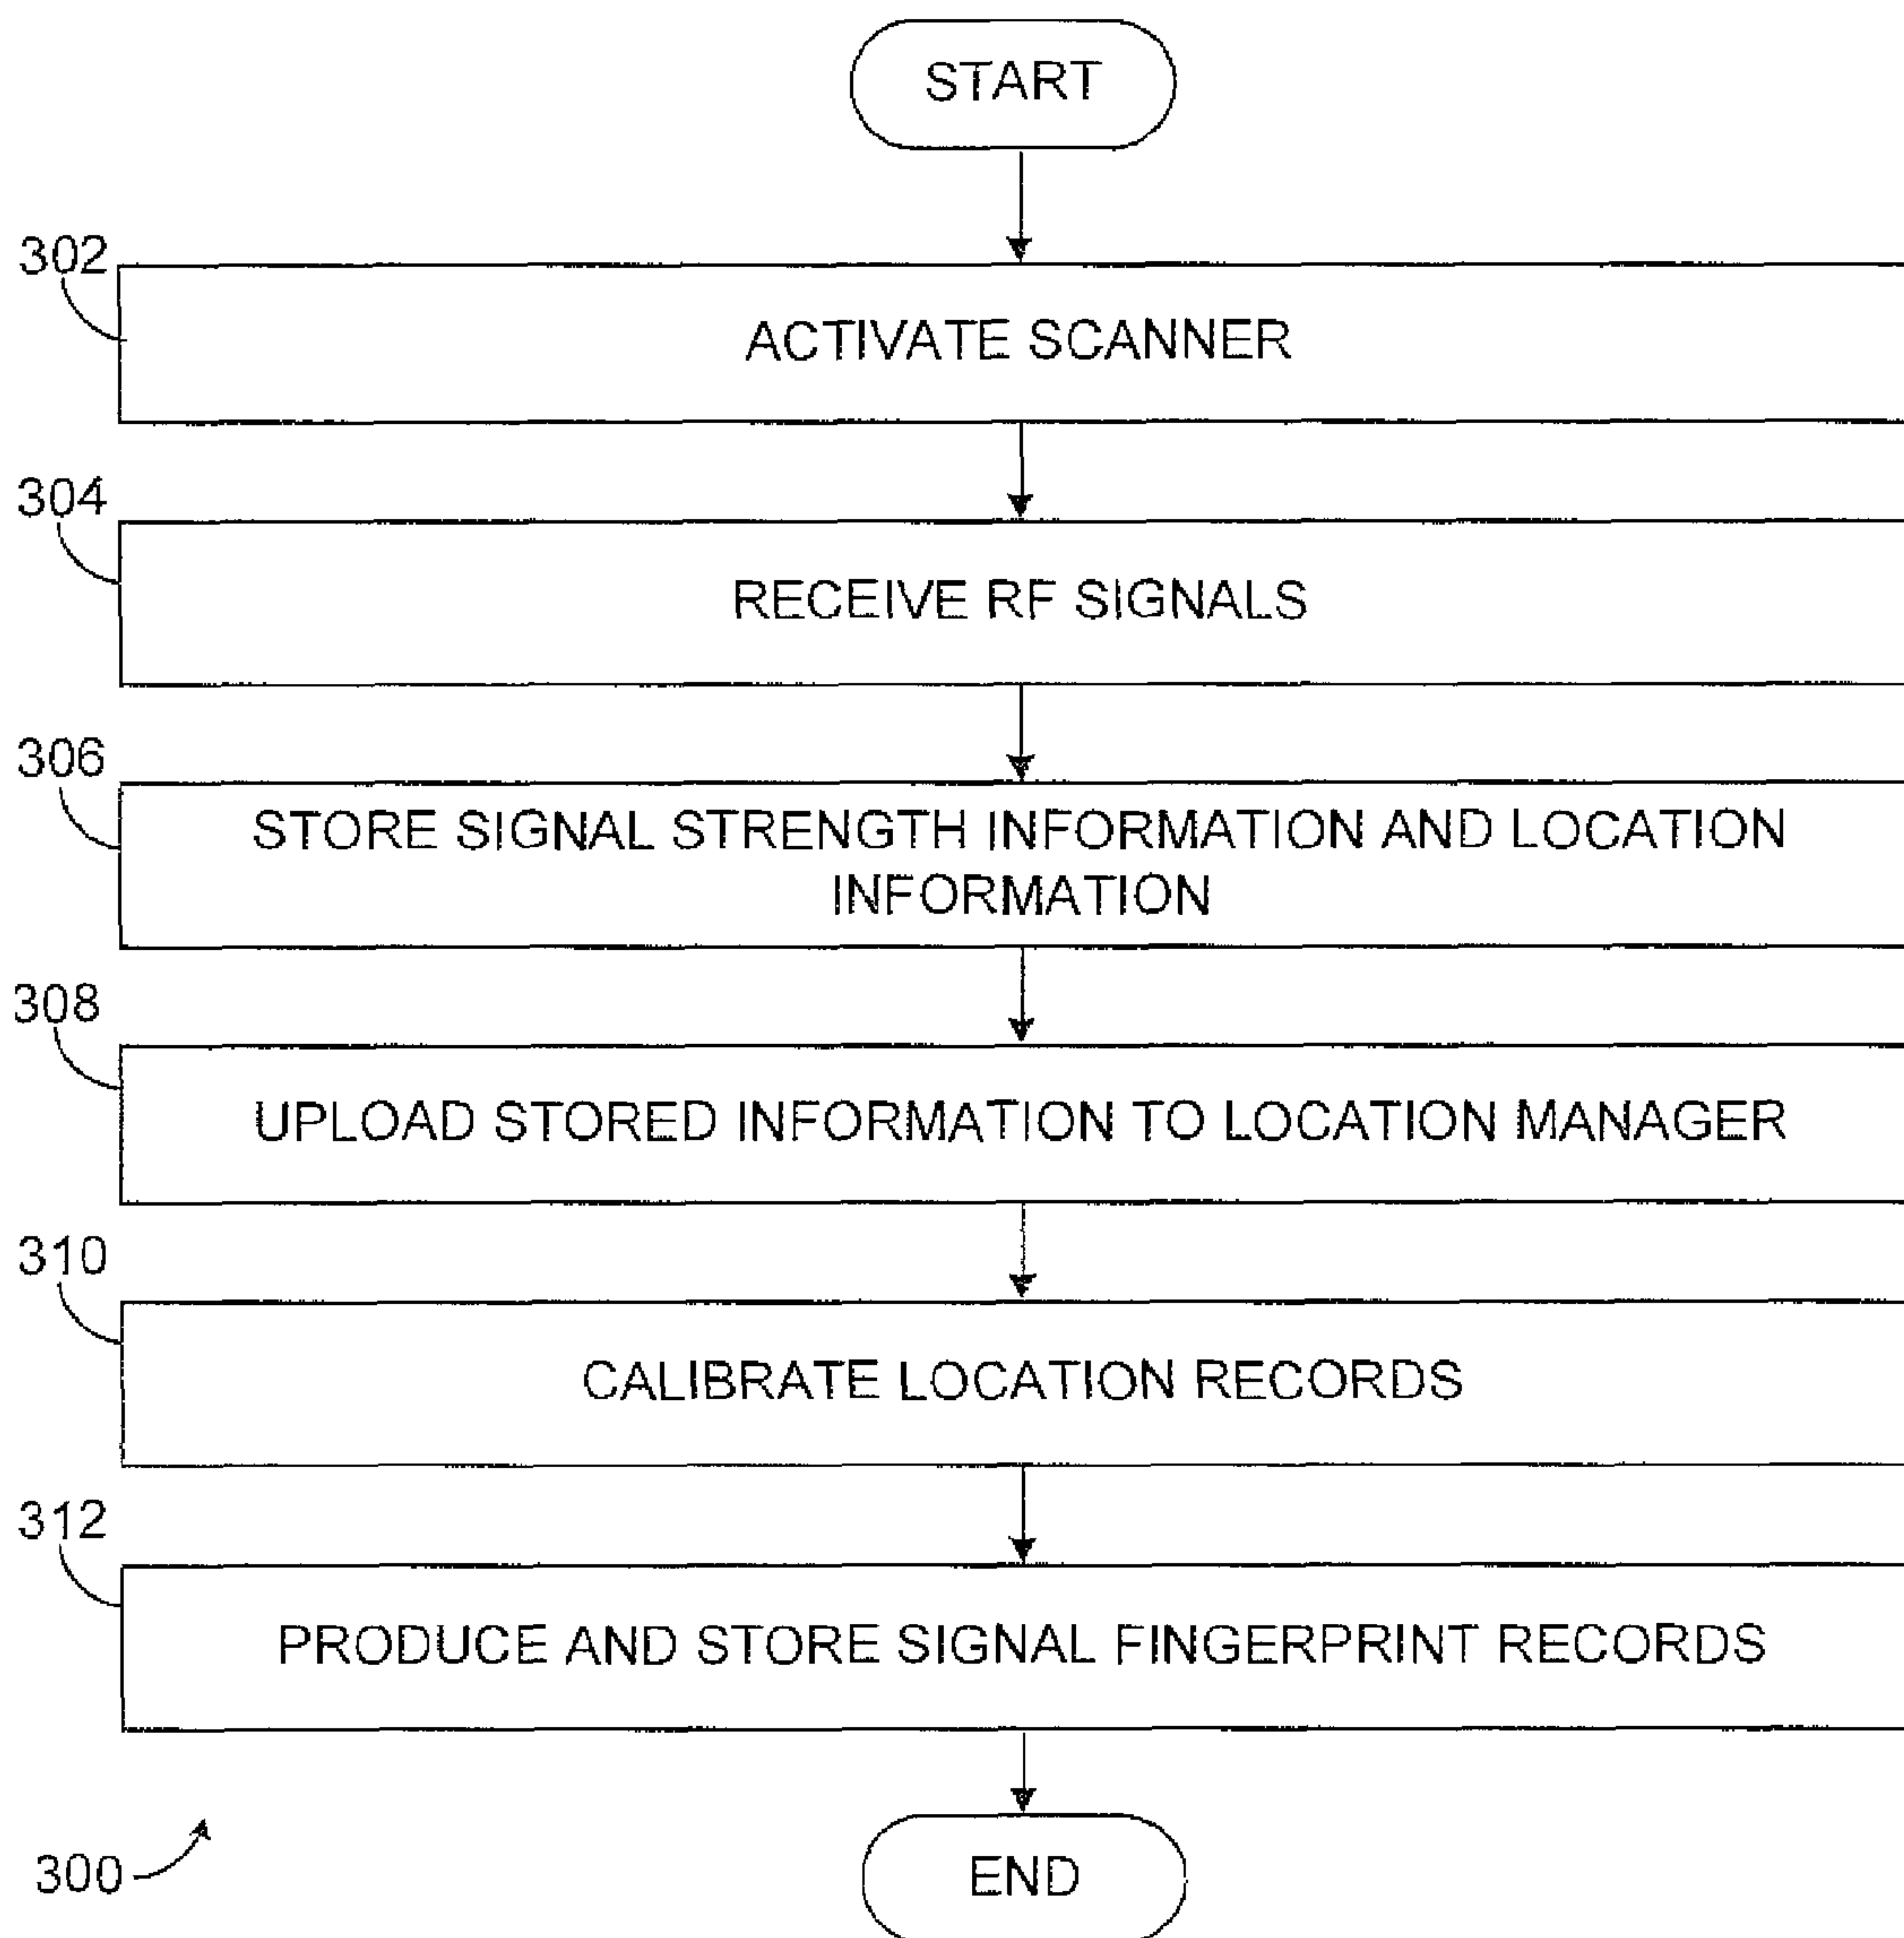 START
302
ACTIVATE SCANNER
304
RECEIVE RF SIGNALS
306
STORE SIGNAL STRENGTH INFORMATION AND LOCATION
INFORMATION
308
UPLOAD STORED INFORMATION TO LOCATION MANAGER
310
CALIBRATE LOCATION RECORDS
312
PRODUCE AND STORE SIGNAL FINGERPRINT RECORDS
300
END